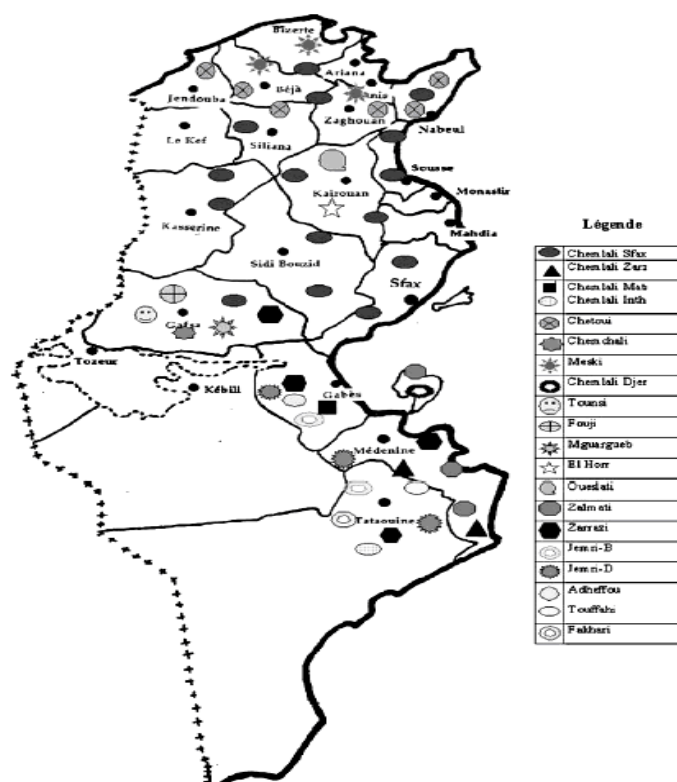 Bizerte
Ariana
Jendouba
Béjà
Zaghouan
Nabeul
Le Kef
Siliana
Sousse
Kairouan
Monastir
Kasserine
Mahdia
Sidi Bouzid
Sfax
Gafsa
Tozeur
Kébili
Gabès
Médenine
Tataouine
Légende
Chemlali Sfax
Chemlali Zarz
Chemlali Mat
Chemlali Inth
Chetoui
Chemchali
Meski
Chemlali Djer
Tounsi
Fouji
Mguargueb
El Horr
Oueslati
Zalmati
Zarrazi
Jemri-B
Jemri-D
Adheffou
Touffahi
Fakhari